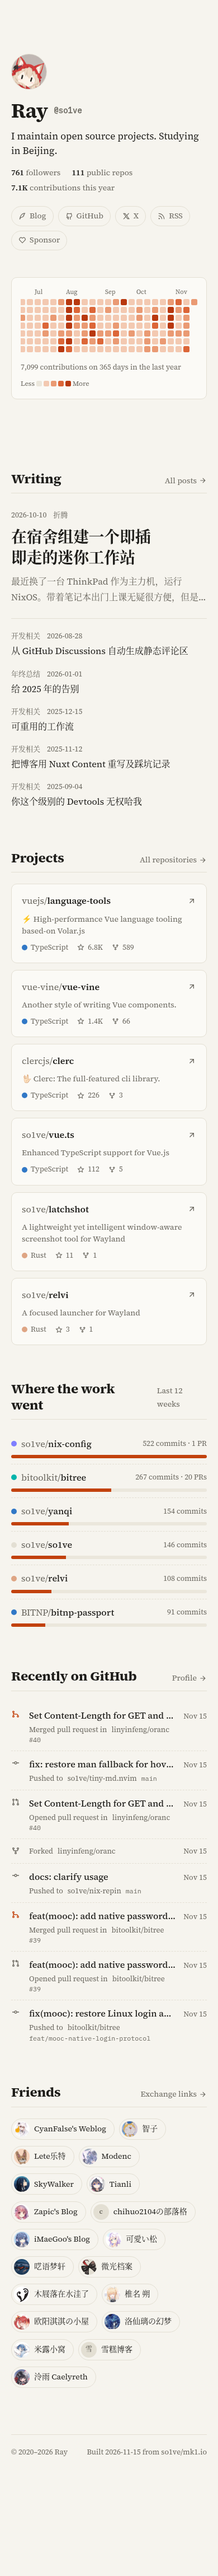 Ray @so1ve
I maintain open source projects. Studying
in Beijing.
761 followers 111 public repos
7.1K contributions this year
Blog GitHub X RSS
Sponsor
Jul Aug Sep Oct Nov
7,099 contributions on 365 days in the last year
Less More
Writing All posts →
2026-10-10 折腾
在宿舍组建一个即插
即走的迷你工作站
最近换了一台 ThinkPad 作为主力机，运行
NixOS。带着笔记本出门上课无疑很方便，但是…
开发相关 2026-08-28
从 GitHub Discussions 自动生成静态评论区
年终总结 2026-01-01
给 2025 年的告别
开发相关 2025-12-15
可重用的工作流
开发相关 2025-11-12
把博客用 Nuxt Content 重写及踩坑记录
开发相关 2025-09-04
你这个级别的 Devtools 无权哈我
Projects All repositories →
vuejs/language-tools
⚡ High-performance Vue language tooling
based-on Volar.js
TypeScript 6.8K 589
vue-vine/vue-vine
Another style of writing Vue components.
TypeScript 1.4K 66
clercjs/clerc
Clerc: The full-featured cli library.
TypeScript 226 3
so1ve/vue.ts
Enhanced TypeScript support for Vue.js
TypeScript 112 5
so1ve/latchshot
A lightweight yet intelligent window-aware
screenshot tool for Wayland
Rust 11 1
so1ve/relvi
A focused launcher for Wayland
Rust 3 1
Where the work
went
Last 12
weeks
so1ve/nix-config 522 commits · 1 PR
bitoolkit/bitree 267 commits · 20 PRs
so1ve/yanqi 154 commits
so1ve/so1ve 146 commits
so1ve/relvi 108 commits
BITNP/bitnp-passport 91 commits
Recently on GitHub Profile →
Set Content-Length for GET and … Nov 15
Merged pull request in linyinfeng/oranc
#40
fix: restore man fallback for hov… Nov 15
Pushed to so1ve/tiny-md.nvim main
Set Content-Length for GET and … Nov 15
Opened pull request in linyinfeng/oranc
#40
Forked linyinfeng/oranc Nov 15
docs: clarify usage Nov 15
Pushed to so1ve/nix-repin main
feat(mooc): add native password… Nov 15
Merged pull request in bitoolkit/bitree
#39
feat(mooc): add native password… Nov 15
Opened pull request in bitoolkit/bitree
#39
fix(mooc): restore Linux login a… Nov 15
Pushed to bitoolkit/bitree
feat/mooc-native-login-protocol
Friends Exchange links →
CyanFalse's Weblog 智子
Lete乐特 Modenc
SkyWalker Tianli
Zapic's Blog C chihuo2104の部落格
iMaeGoo's Blog 可愛い松
呓语梦轩 微光档案
木屐落在水洼了 椎名 朔
欧阳淇淇の小屋 洛仙璃の幻梦
米露小窝 雪 雪糕博客
泠雨 Caelyreth
© 2020–2026 Ray Built 2026-11-15 from so1ve/mk1.io